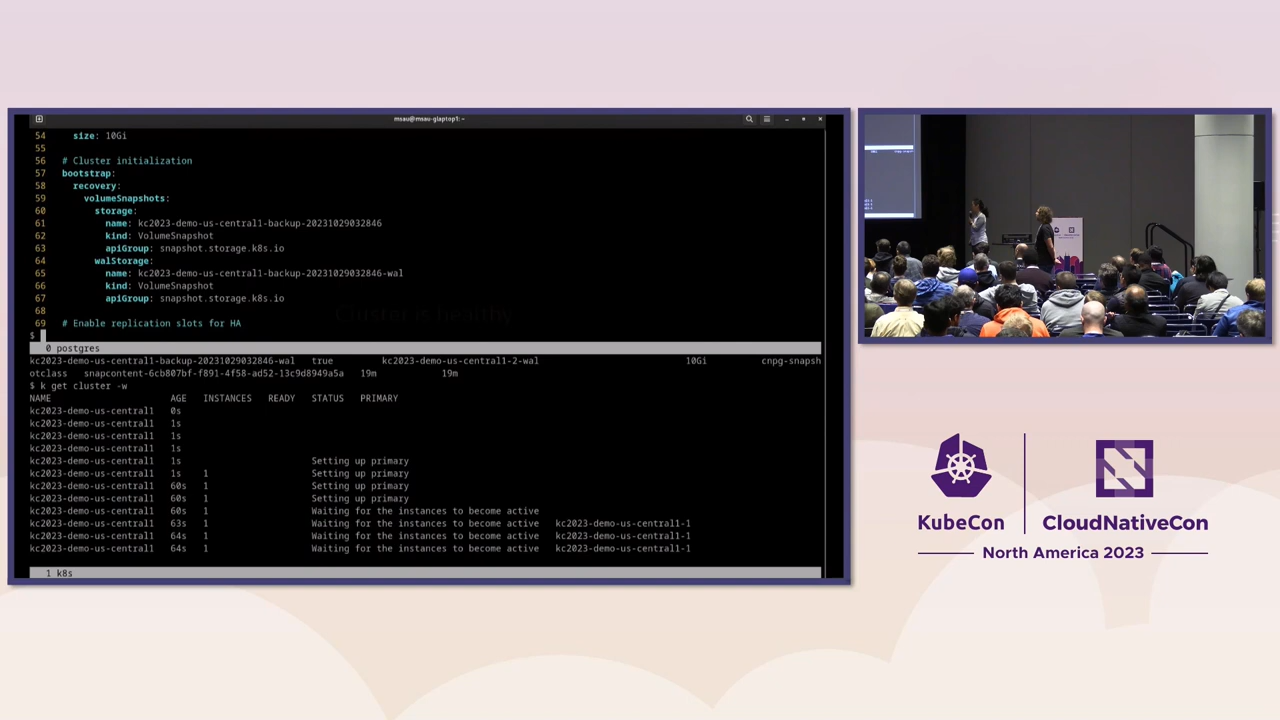 msau@msau-glaptop1:~
54 size: 10Gi
55
56 # Cluster initialization
57 bootstrap:
58 recovery:
59 volumeSnapshots:
60 storage:
61 name: kc2023-demo-us-central1-backup-20231029032846
62 kind: VolumeSnapshot
63 apiGroup: snapshot.storage.k8s.io
64 walStorage:
65 name: kc2023-demo-us-central1-backup-20231029032846-wal
66 kind: VolumeSnapshot
67 apiGroup: snapshot.storage.k8s.io
68
Cluster is healthy
69 # Enable replication slots for HA
$
0 postgres
kc2023-demo-us-central1-backup-20231029032846-wal true kc2023-demo-us-central1-2-wal 10Gi cnpg-snapsh
otclass snapcontent-6cb807bf-f891-4f58-ad52-13c9d8949a5a 19m 19m
$ k get cluster -w
NAME AGE INSTANCES READY STATUS PRIMARY
kc2023-demo-us-central1 0s
kc2023-demo-us-central1 1s
kc2023-demo-us-central1 1s
kc2023-demo-us-central1 1s
kc2023-demo-us-central1 1s Setting up primary
kc2023-demo-us-central1 1s 1 Setting up primary
kc2023-demo-us-central1 60s 1 Setting up primary
kc2023-demo-us-central1 60s 1 Setting up primary
kc2023-demo-us-central1 60s 1 Waiting for the instances to become active
kc2023-demo-us-central1 63s 1 Waiting for the instances to become active kc2023-demo-us-central1-1
kc2023-demo-us-central1 64s 1 Waiting for the instances to become active kc2023-demo-us-central1-1
kc2023-demo-us-central1 64s 1 Waiting for the instances to become active kc2023-demo-us-central1-1
1 k8s
KubeCon
CloudNativeCon
North America 2023